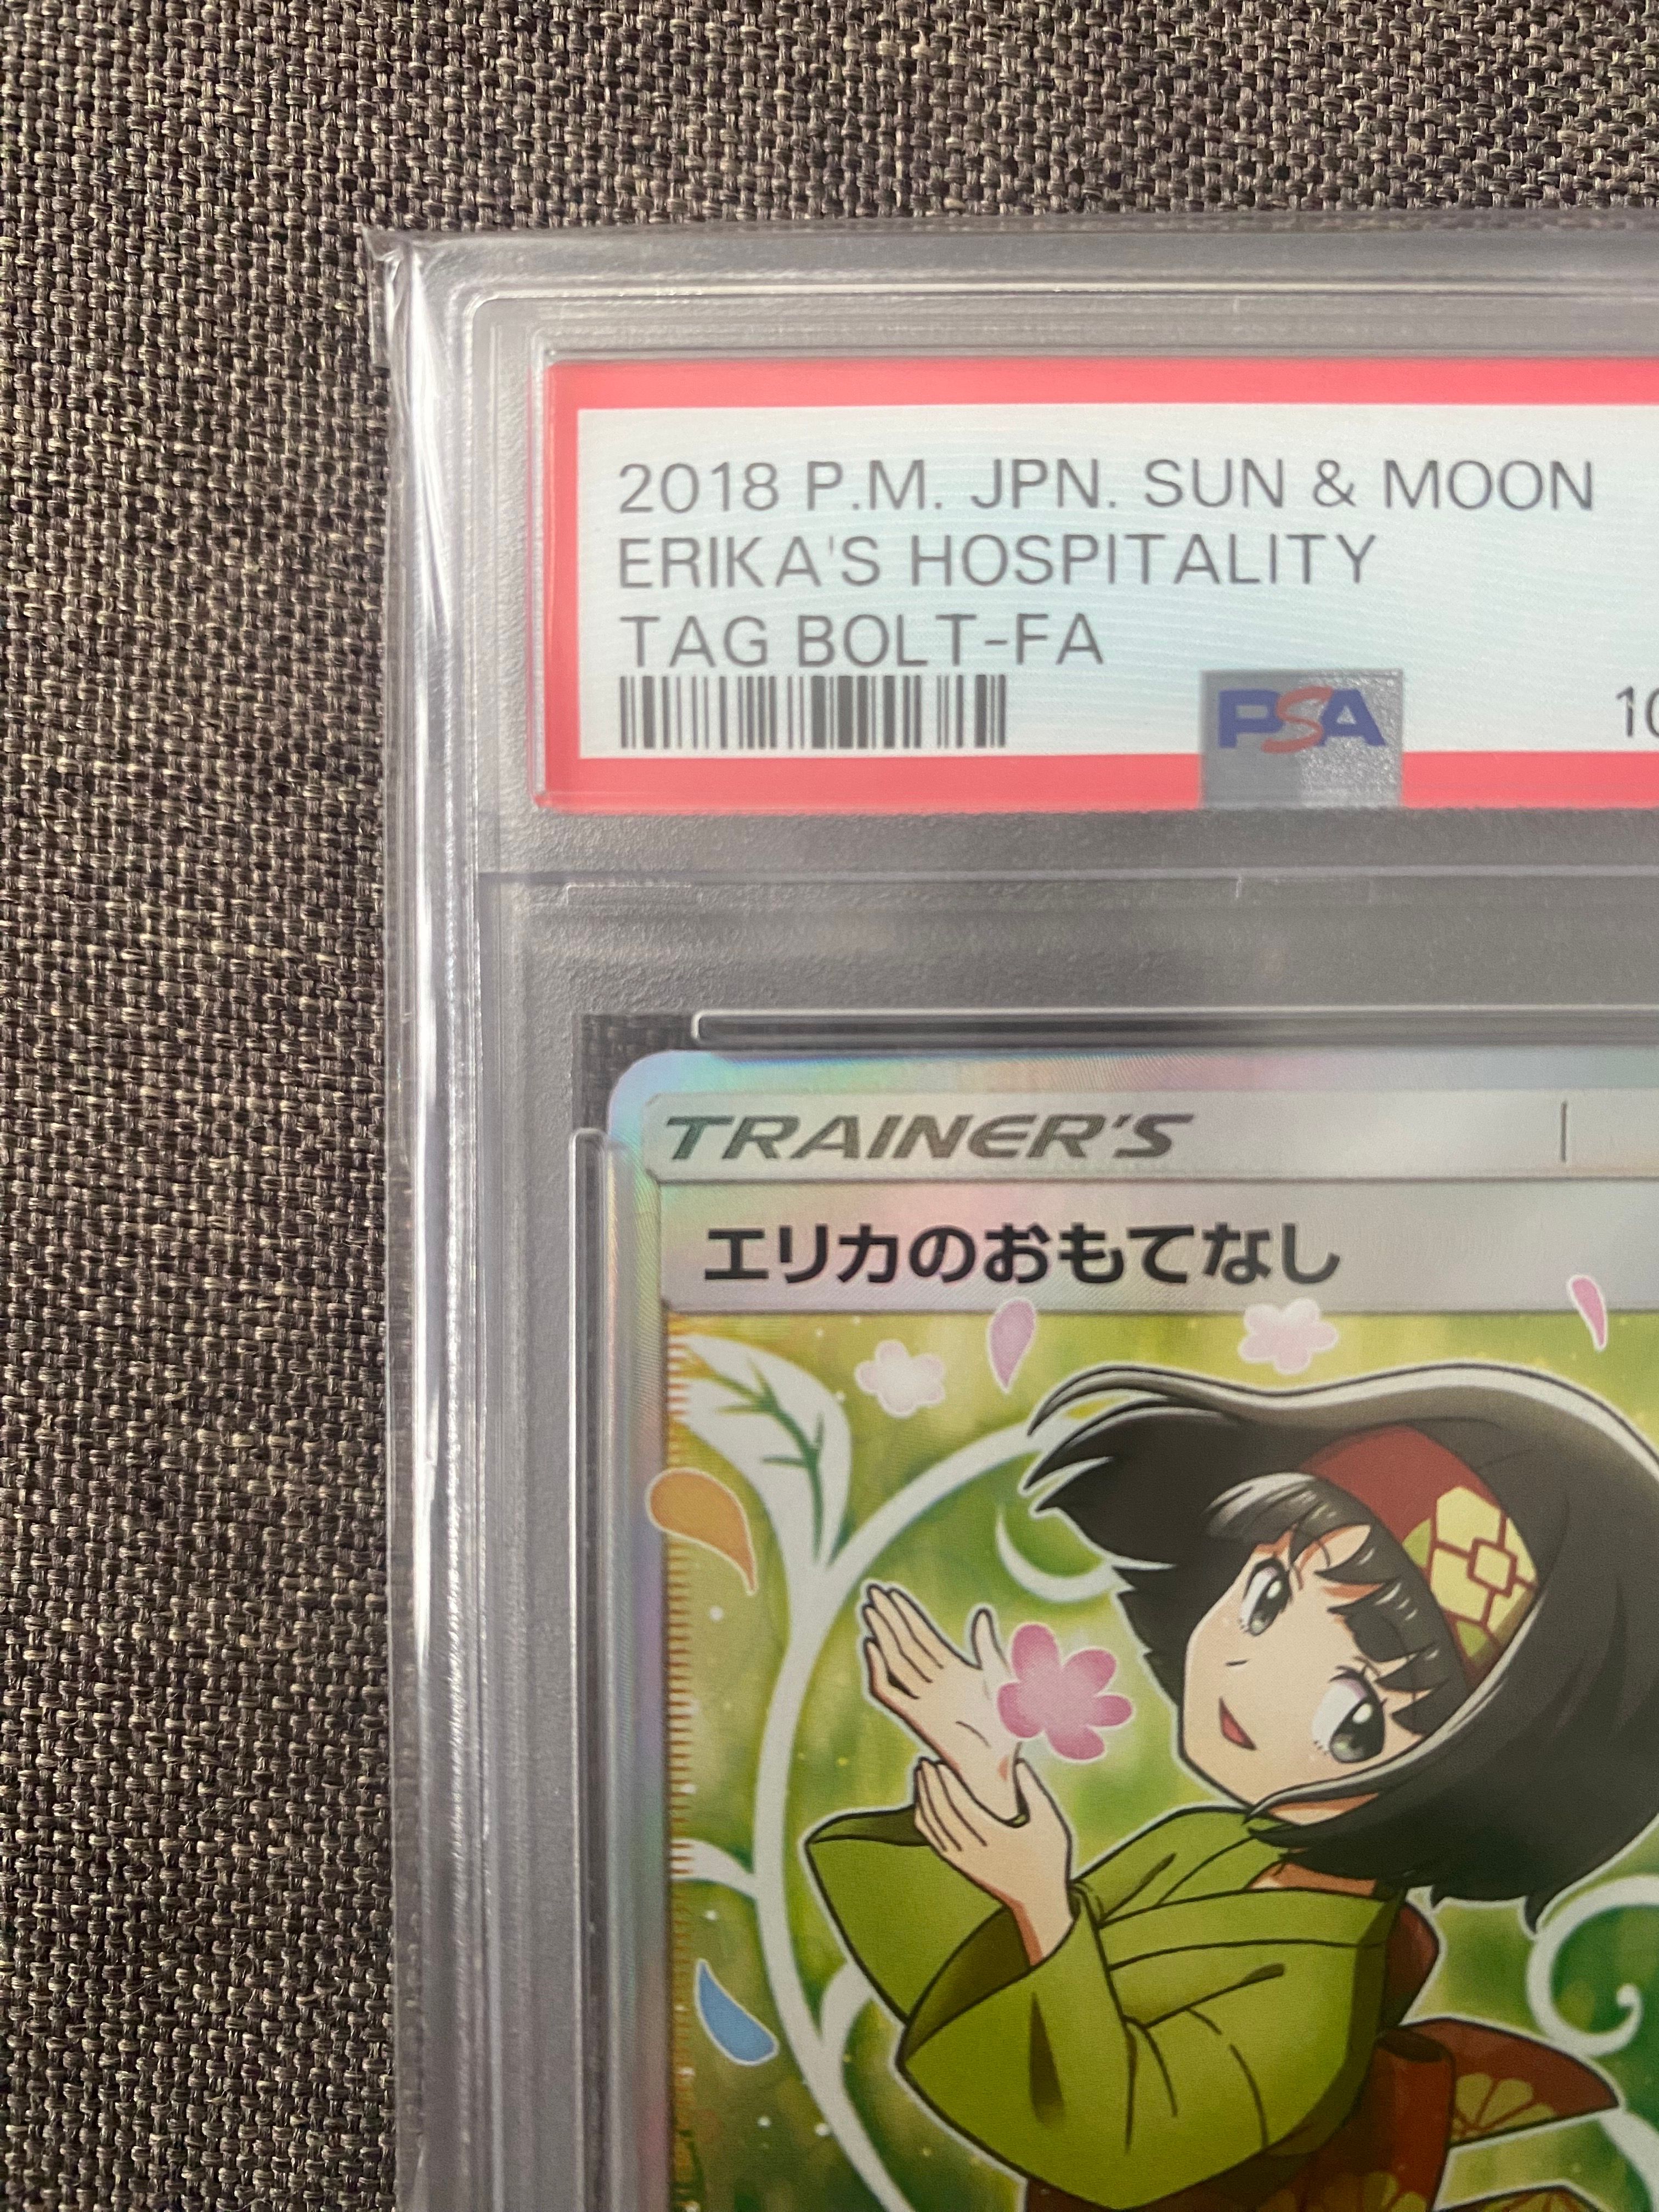 2018 P.M. JPN. SUN & MOON
ERIKA'S HOSPITALITY
TAG BOLT-FA
PSA
TRAINER'S
エリカのおもてなし